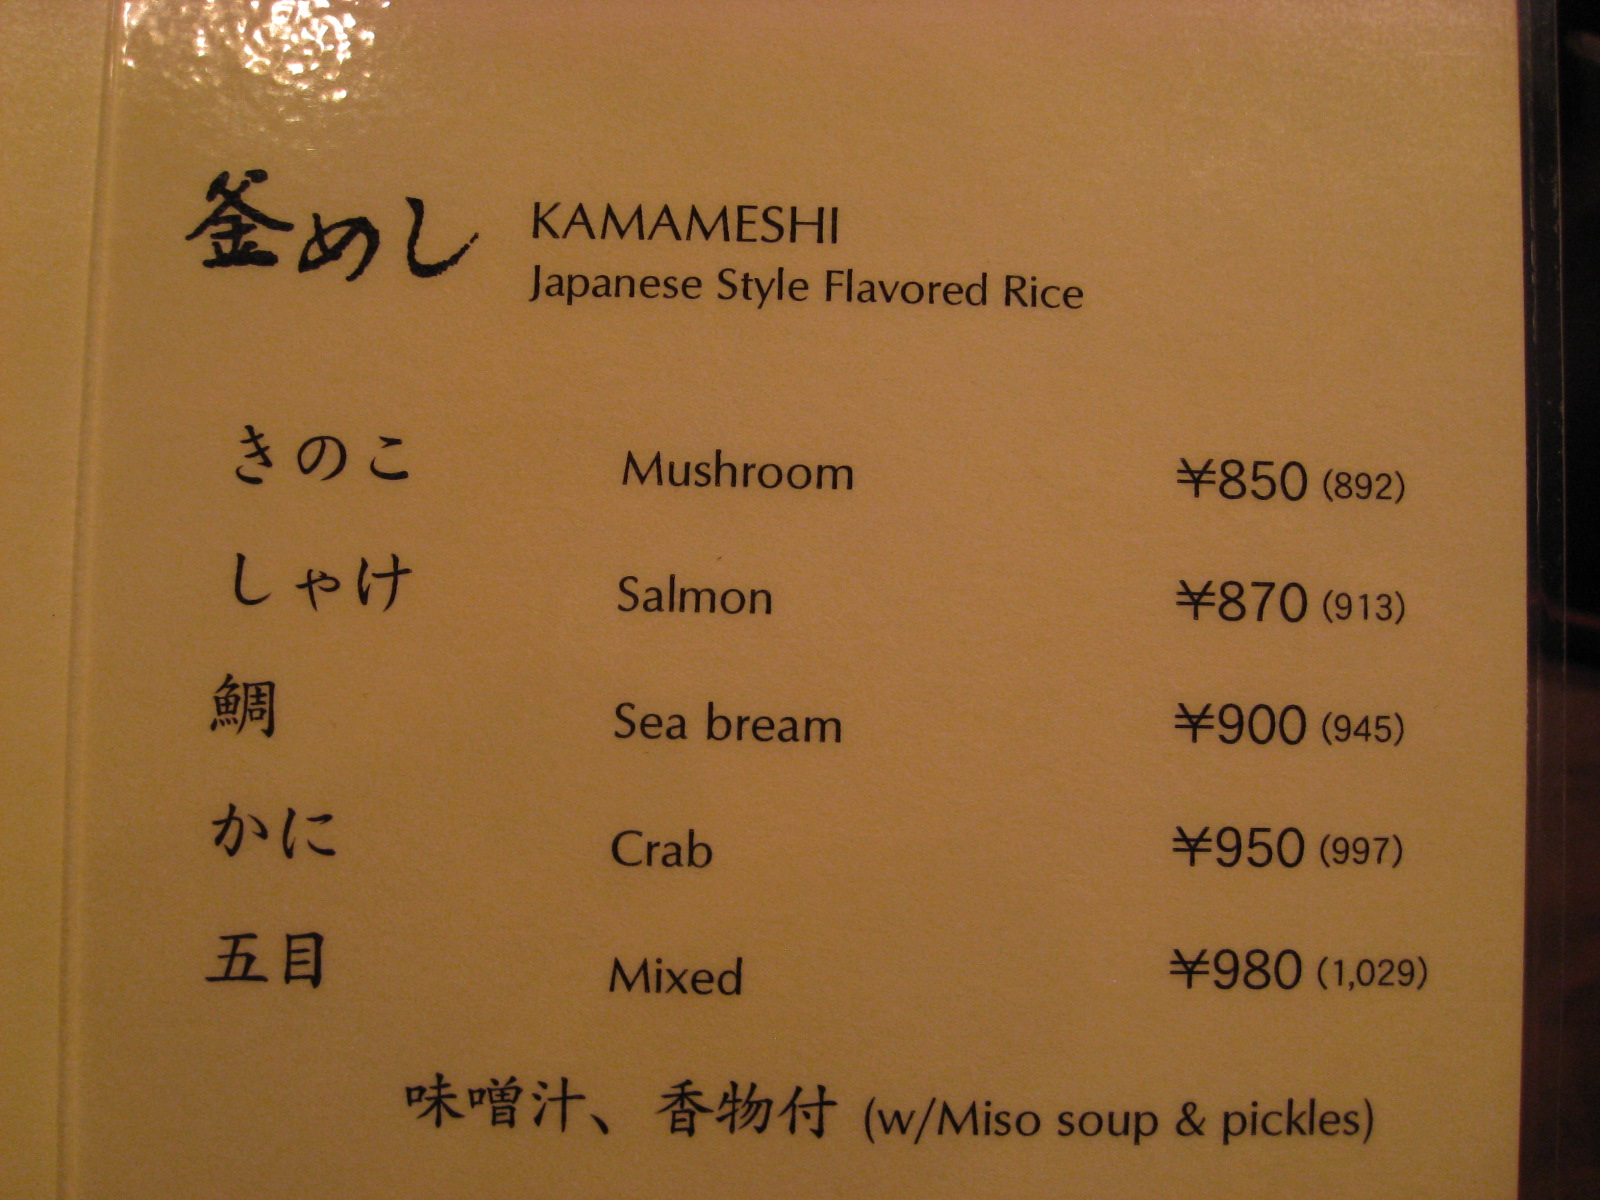 釜めし KAMAMESHI
Japanese Style Flavored Rice
きのこ Mushroom ¥850 (892)
しゃけ Salmon ¥870 (913)
鯛 Sea bream ¥900 (945)
かに Crab ¥950 (997)
五目 Mixed ¥980 (1,029)
味噌汁、香物付 (w/Miso soup & pickles)